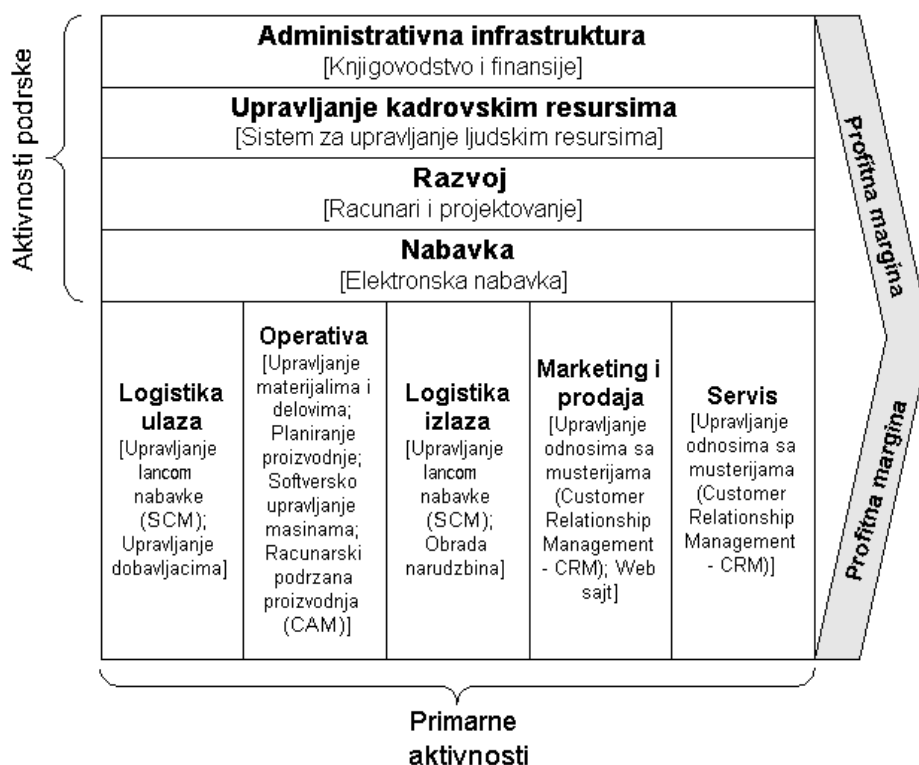 Aktivnosti podrske
Administrativna infrastruktura
[Knjigovodstvo i finansije]
Upravljanje kadrovskim resursima
[Sistem za upravljanje ljudskim resursima]
Razvoj
[Racunari i projektovanje]
Nabavka
[Elektronska nabavka]
Logistika
ulaza
[Upravljanje
lancom
nabavke
(SCM);
Upravljanje
dobavljacima]
Operativa
[Upravljanje
materijalima i
delovima;
Planiranje
proizvodnje;
Softversko
upravljanje
masinama;
Racunarski
podrzana
proizvodnja
(CAM)]
Logistika
izlaza
[Upravljanje
lancom
nabavke
(SCM);
Obrada
narudzbina]
Marketing i
prodaja
[Upravljanje
odnosima sa
musterijama
(Customer
Relationship
Management
- CRM); Web
sajt]
Servis
[Upravljanje
odnosima sa
musterijama
(Customer
Relationship
Management
- CRM)]
Profitna margina
Profitna margina
Primarne
aktivnosti